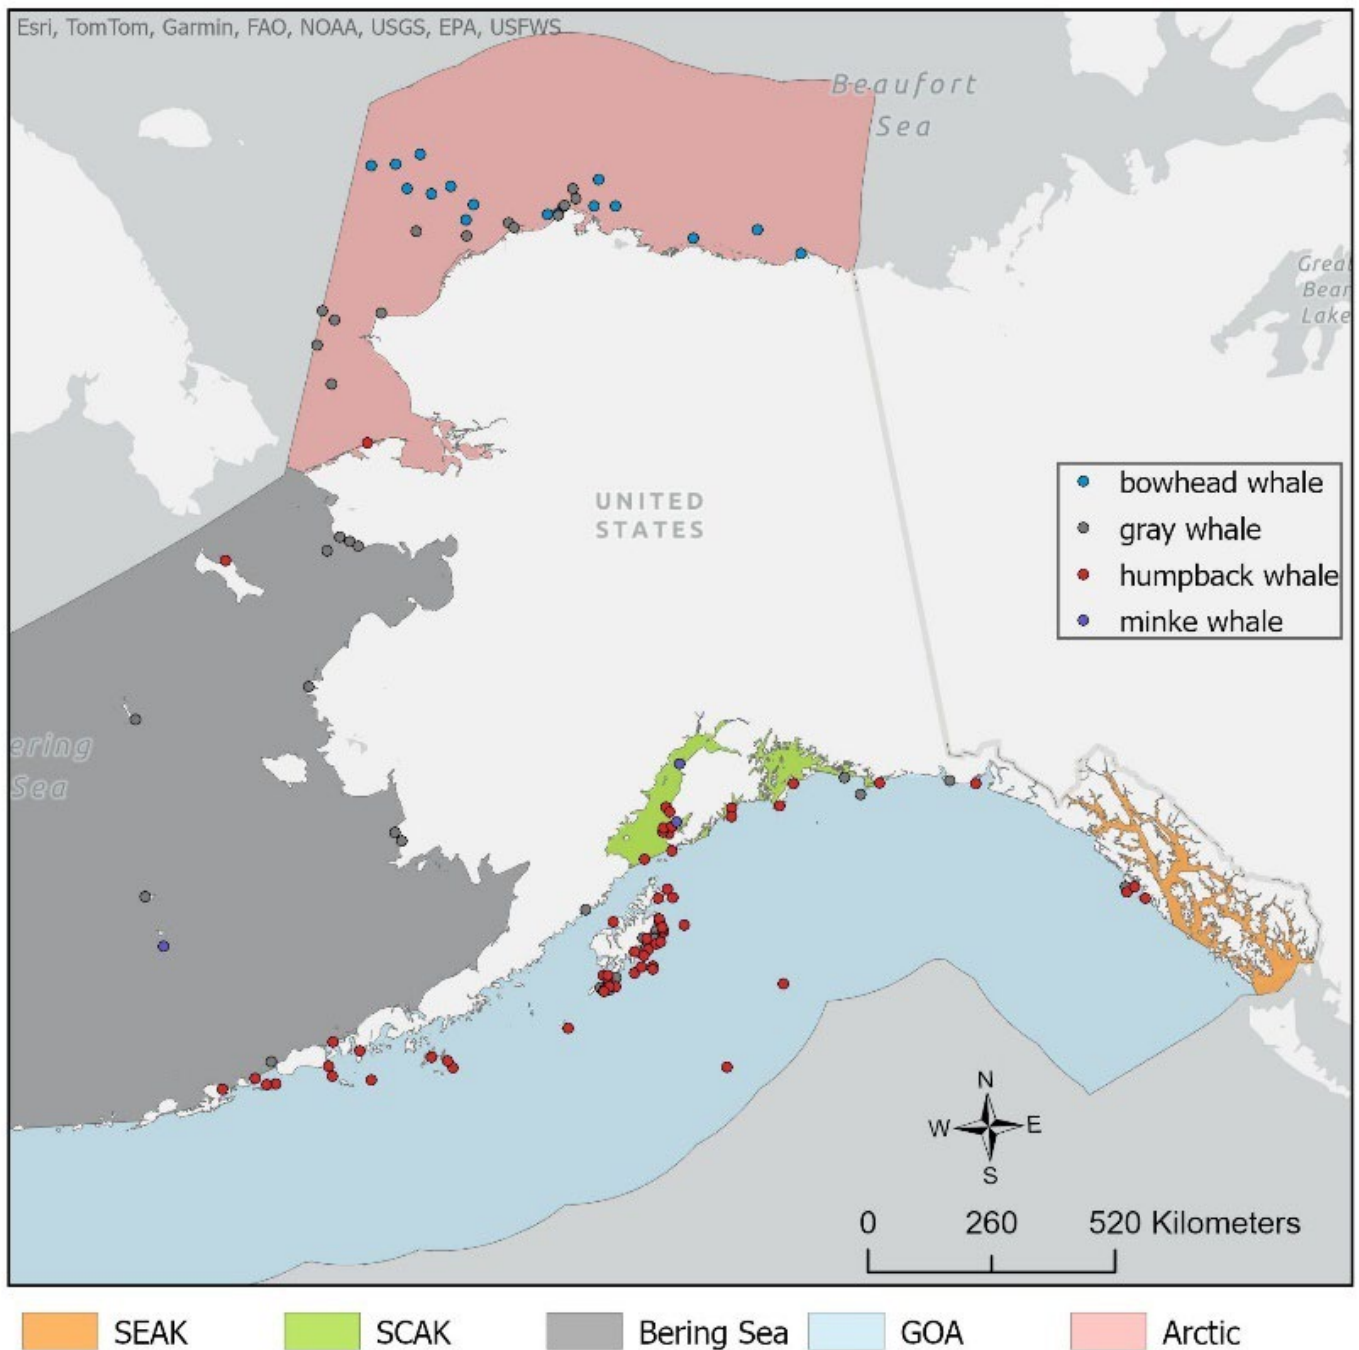 Esri, TomTom, Garmin, FAO, NOAA, USGS, EPA, USFWS
Beaufort
Sea
Great
Bear
Lake
UNITED
STATES
bowhead whale
gray whale
humpback whale
minke whale
ering
Sea
N
W E
S
0 260 520 Kilometers
SEAK SCAK Bering Sea GOA Arctic